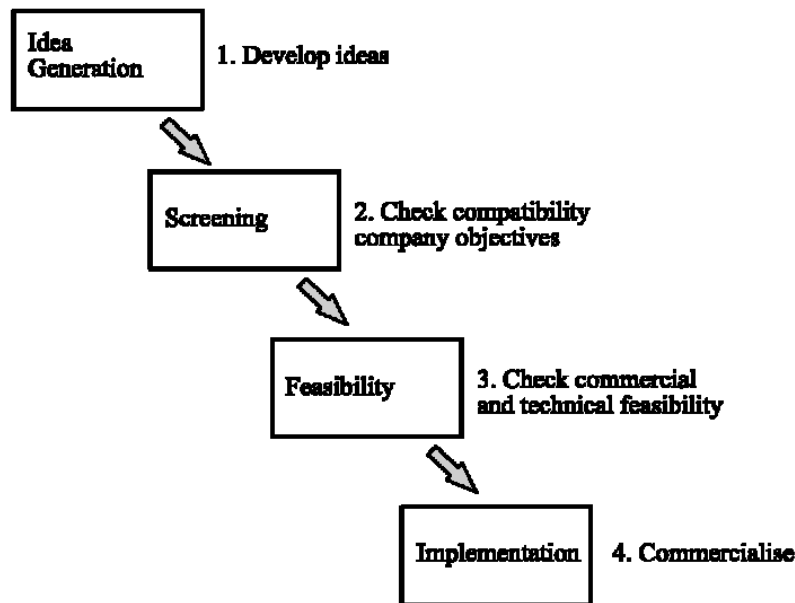 Idea
Generation
1. Develop ideas
Screening
2. Check compatibility
company objectives
Feasibility
3. Check commercial
and technical feasibility
Implementation
4. Commercialise